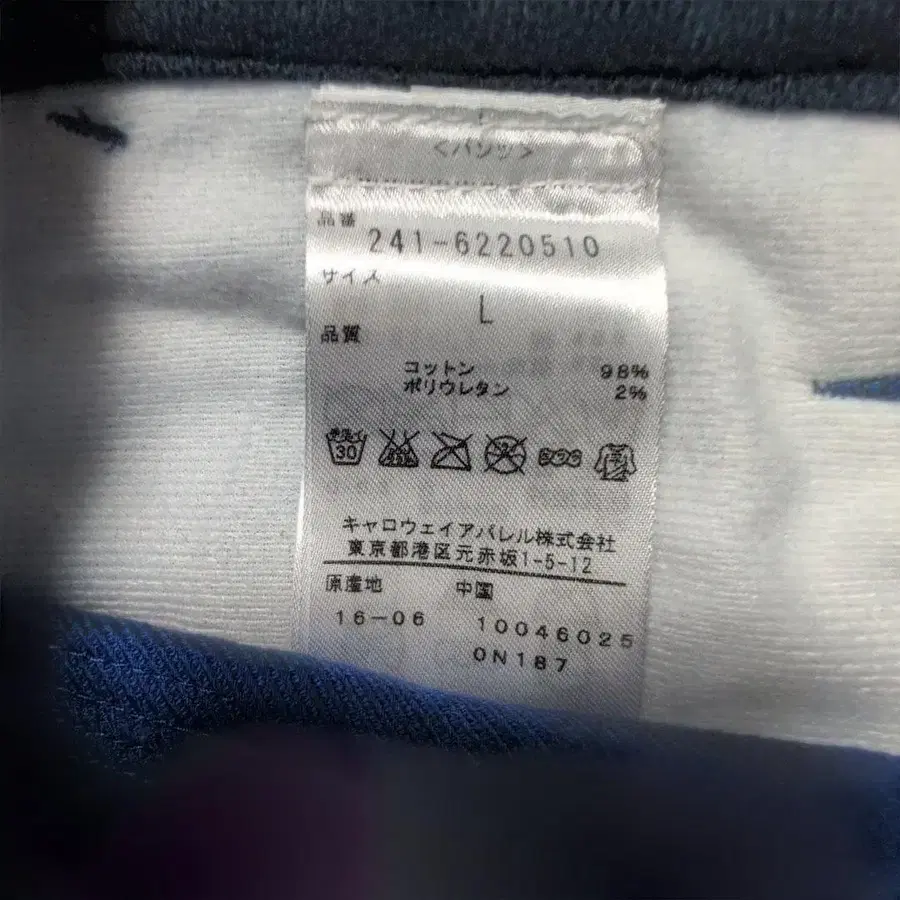 <パンツ>
品番
241-6220510
サイズ
L
品質
コットン 98%
ポリウレタン 2%
30
キャロウェイアパレル株式会社
東京都港区元赤坂1-5-12
原産地 中国
16-06 10046025
0N187